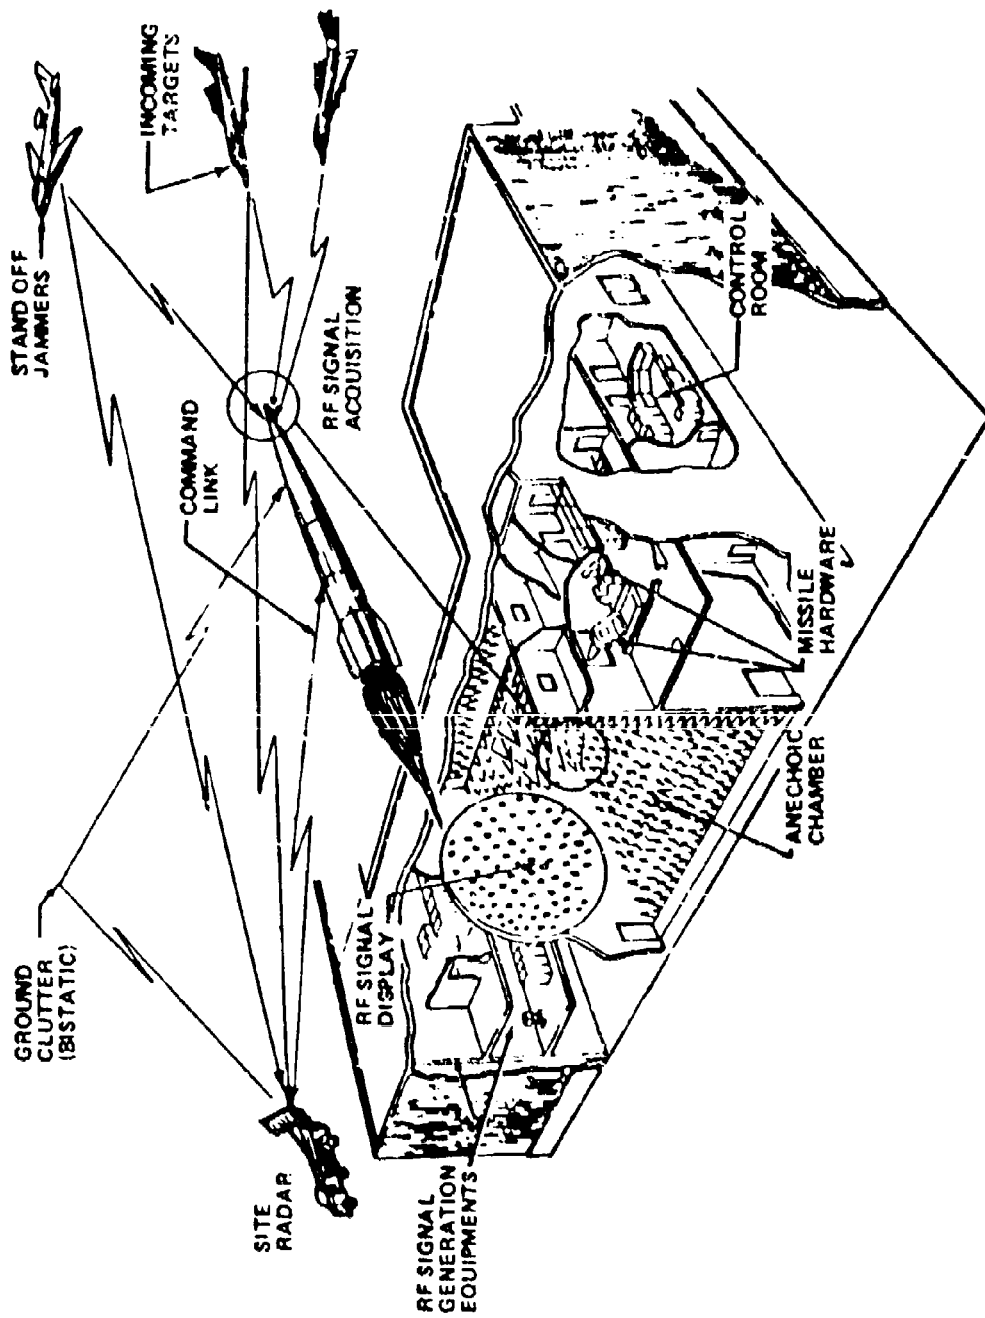 STAND OFF
JAMMERS
INCOMING
TARGETS
GROUND
CLUTTER
(BISTATIC)
COMMAND
LINK
RF SIGNAL
ACQUISITION
SITE
RADAR
RF SIGNAL
DISPLAY
RF SIGNAL
GENERATION
EQUIPMENTS
ANECHOIC
CHAMBER
MISSILE
HARDWARE
CONTROL
ROOM